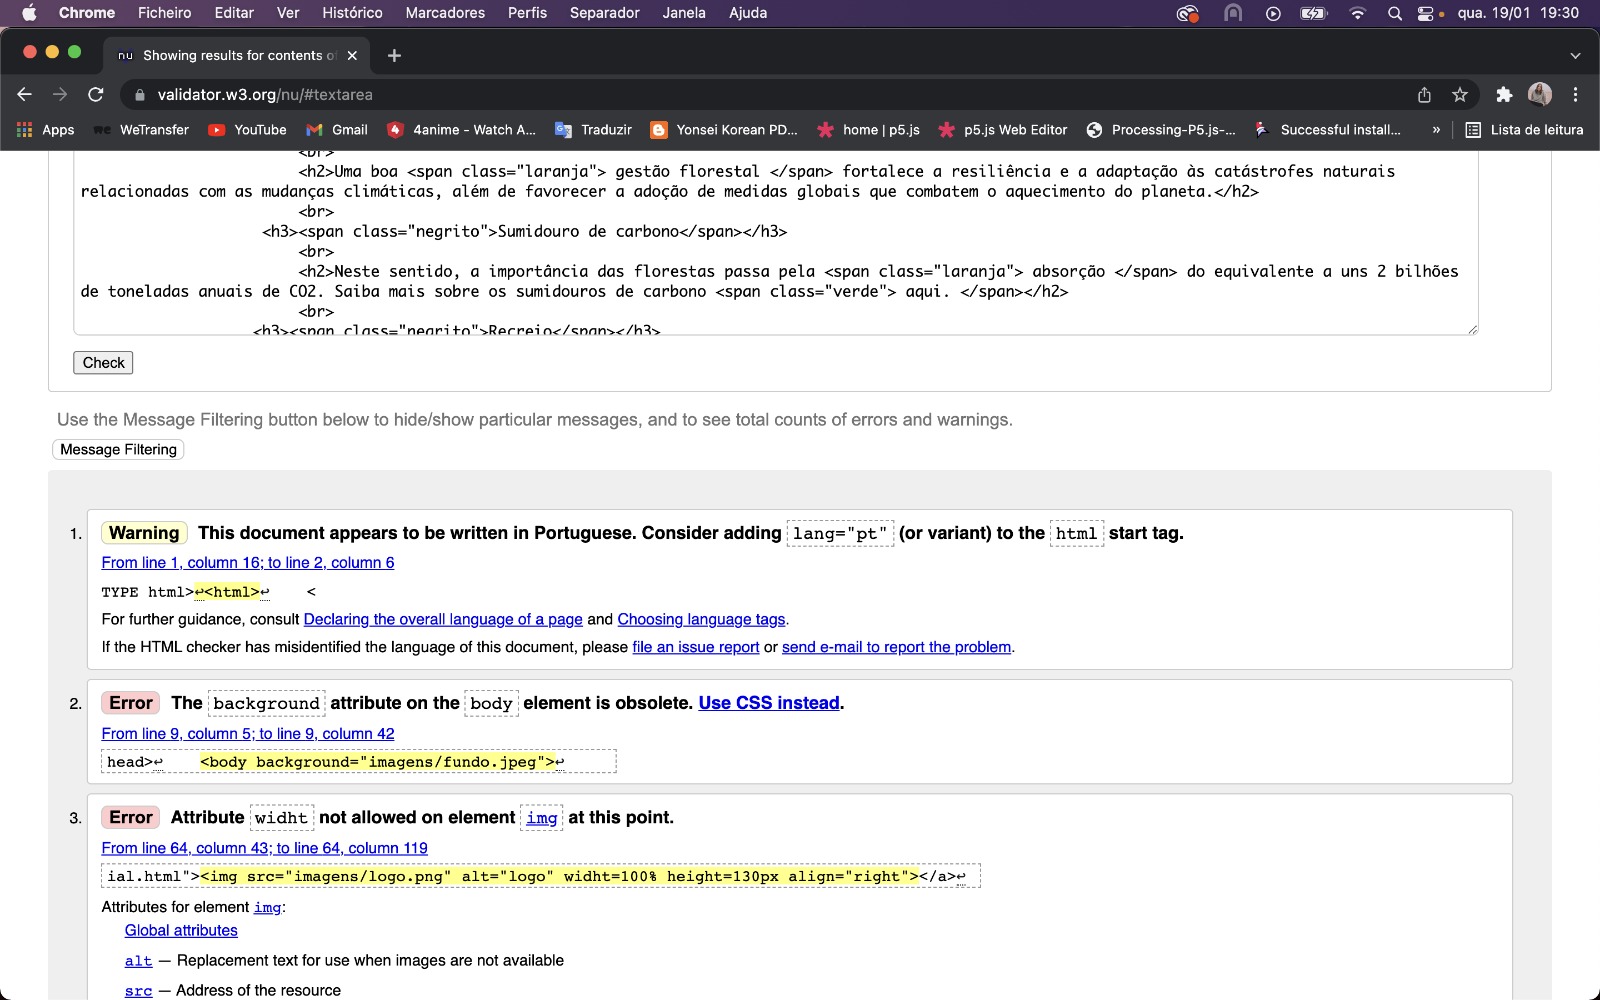 Chrome Ficheiro Editar Ver Histórico Marcadores Perfis Separador Janela Ajuda qua. 19/01 19:30
nu Showing results for contents of
validator.w3.org/nu/#textarea
Apps we WeTransfer YouTube Gmail 4anime - Watch A... Traduzir Yonsei Korean PD... home | p5.js p5.js Web Editor Processing-P5.js-... Successful install... » Lista de leitura
<br>
<h2>Uma boa <span class="laranja"> gestão florestal </span> fortalece a resiliência e a adaptação às catástrofes naturais
relacionadas com as mudanças climáticas, além de favorecer a adoção de medidas globais que combatem o aquecimento do planeta.</h2>
<br>
<h3><span class="negrito">Sumidouro de carbono</span></h3>
<br>
<h2>Neste sentido, a importância das florestas passa pela <span class="laranja"> absorção </span> do equivalente a uns 2 bilhões
de toneladas anuais de CO2. Saiba mais sobre os sumidouros de carbono <span class="verde"> aqui. </span></h2>
<br>
<h3><span class="negrito">Recreio</span></h3>
Check
Use the Message Filtering button below to hide/show particular messages, and to see total counts of errors and warnings.
Message Filtering
1. Warning This document appears to be written in Portuguese. Consider adding lang="pt" (or variant) to the html start tag.
From line 1, column 16; to line 2, column 6
TYPE html>↩<html>↩ <
For further guidance, consult Declaring the overall language of a page and Choosing language tags.
If the HTML checker has misidentified the language of this document, please file an issue report or send e-mail to report the problem.
2. Error The background attribute on the body element is obsolete. Use CSS instead.
From line 9, column 5; to line 9, column 42
head>↩ <body background="imagens/fundo.jpeg">↩
3. Error Attribute widht not allowed on element img at this point.
From line 64, column 43; to line 64, column 119
ial.html"><img src="imagens/logo.png" alt="logo" widht=100% height=130px align="right"></a>↩
Attributes for element img:
Global attributes
alt — Replacement text for use when images are not available
src — Address of the resource